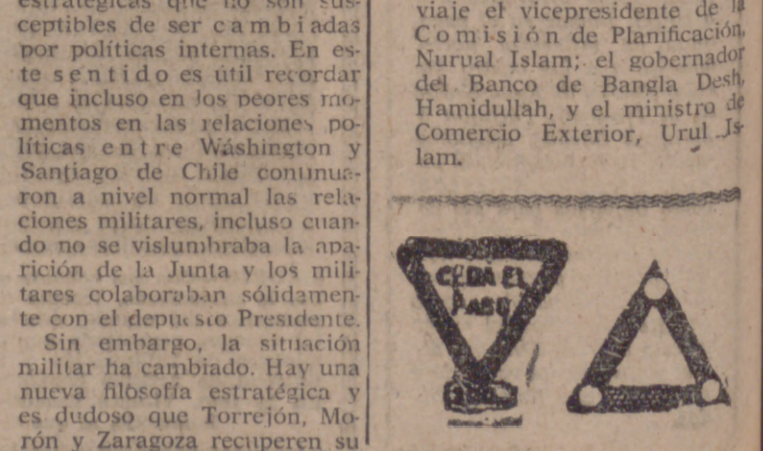 estratégicas que no son sus-
ceptibles de ser cambiadas
por políticas internas. En es-
te sentido es útil recordar
que incluso en los peores mo-
mentos en las relaciones po-
líticas entre Wáshington y
Santiago de Chile continua-
ron a nivel normal las rela-
ciones militares, incluso cuan-
do no se vislumbraba la apa-
rición de la Junta y los mili-
tares colaboraban sólidamen-
te con el depuesto Presidente.
Sin embargo, la situación
militar ha cambiado. Hay una
nueva filosofía estratégica y
es dudoso que Torrejón, Mo-
rón y Zaragoza recuperen su
viaje el vicepresidente de la
Comisión de Planificación,
Nurual Islam; el gobernador
del Banco de Bangla Desh,
Hamidullah, y el ministro de
Comercio Exterior, Urul Is-
lam.
CEDA EL
PASO